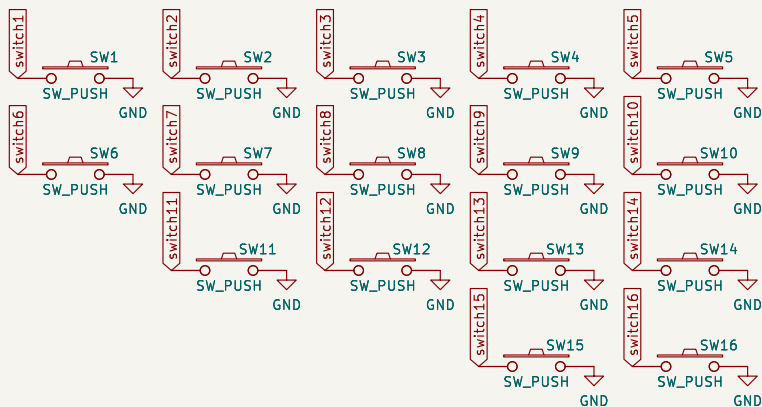 switch1 switch2 switch3 switch4 switch5
SW1 SW2 SW3 SW4 SW5
SW_PUSH SW_PUSH SW_PUSH SW_PUSH SW_PUSH
GND GND GND GND GND
switch6 switch7 switch8 switch9 switch10
SW6 SW7 SW8 SW9 SW10
SW_PUSH SW_PUSH SW_PUSH SW_PUSH SW_PUSH
GND GND GND GND GND
switch11 switch12 switch13 switch14
SW11 SW12 SW13 SW14
SW_PUSH SW_PUSH SW_PUSH SW_PUSH
GND GND GND GND
switch15 switch16
SW15 SW16
SW_PUSH SW_PUSH
GND GND